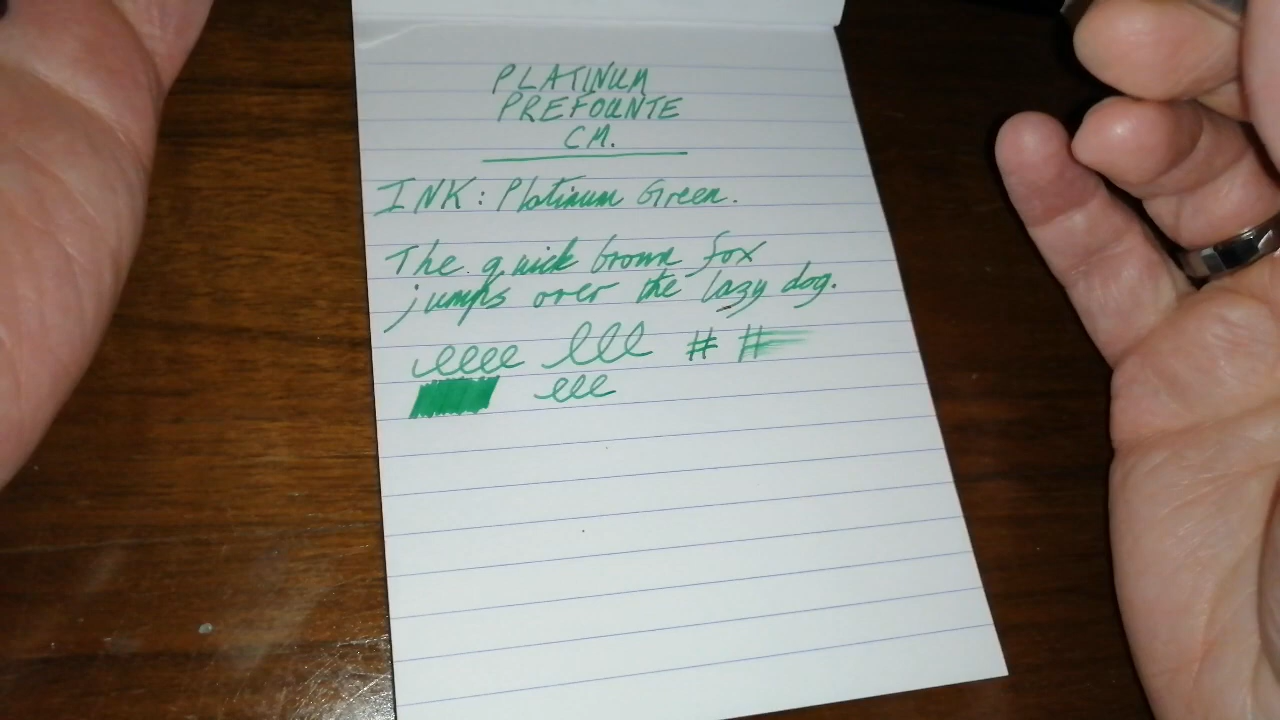 PLATINUM
PREFOUNTE
CM.
INK: Platinum Green.
The quick brown fox
jumps over the lazy dog.
eeee lll # #
eee